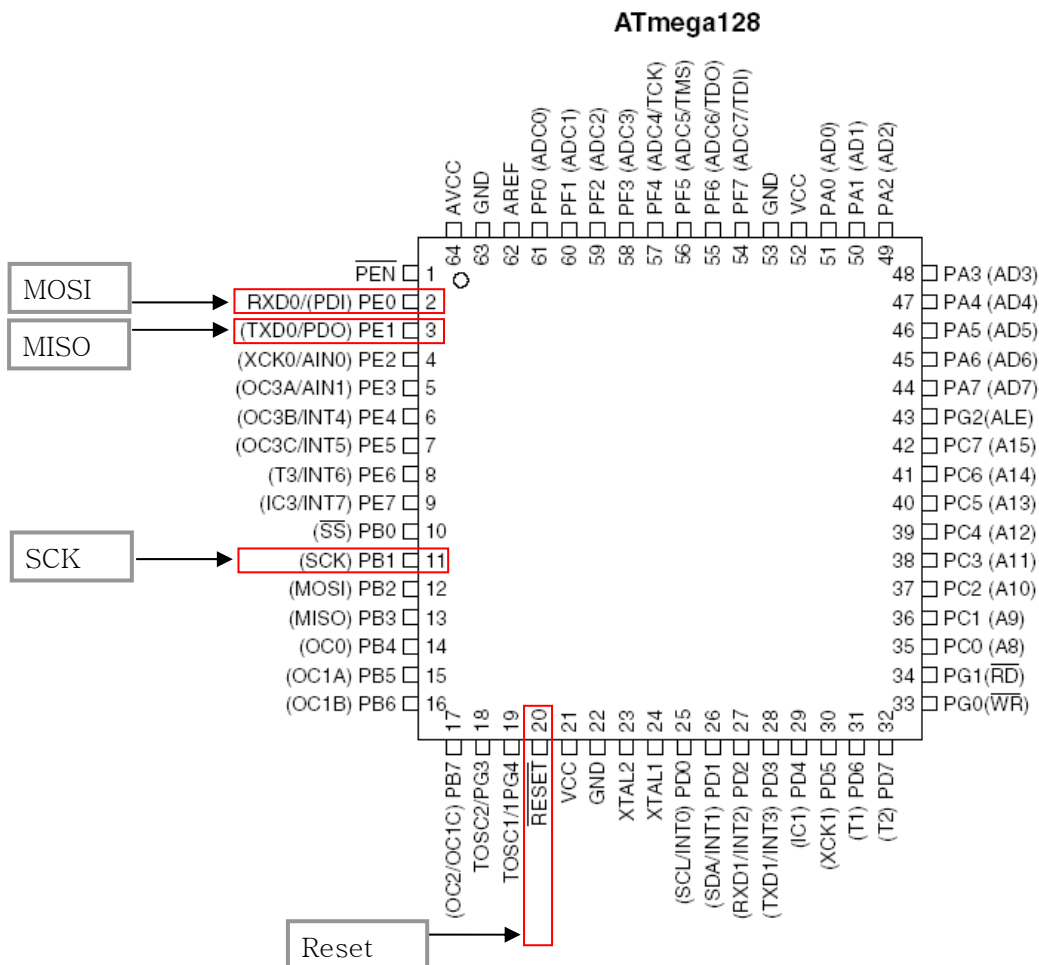 ATmega128
64 AVCC
63 GND
62 AREF
61 PF0 (ADC0)
60 PF1 (ADC1)
59 PF2 (ADC2)
58 PF3 (ADC3)
57 PF4 (ADC4/TCK)
56 PF5 (ADC5/TMS)
55 PF6 (ADC6/TDO)
54 PF7 (ADC7/TDI)
53 GND
52 VCC
51 PA0 (AD0)
50 PA1 (AD1)
49 PA2 (AD2)
MOSI
MISO
SCK
PEN 1
RXD0/(PDI) PE0 2
(TXD0/PDO) PE1 3
(XCK0/AIN0) PE2 4
(OC3A/AIN1) PE3 5
(OC3B/INT4) PE4 6
(OC3C/INT5) PE5 7
(T3/INT6) PE6 8
(IC3/INT7) PE7 9
(SS) PB0 10
(SCK) PB1 11
(MOSI) PB2 12
(MISO) PB3 13
(OC0) PB4 14
(OC1A) PB5 15
(OC1B) PB6 16
48 PA3 (AD3)
47 PA4 (AD4)
46 PA5 (AD5)
45 PA6 (AD6)
44 PA7 (AD7)
43 PG2(ALE)
42 PC7 (A15)
41 PC6 (A14)
40 PC5 (A13)
39 PC4 (A12)
38 PC3 (A11)
37 PC2 (A10)
36 PC1 (A9)
35 PC0 (A8)
34 PG1(RD)
33 PG0(WR)
(OC2/OC1C) PB7 17
TOSC2/PG3 18
TOSC1/1PG4 19
RESET 20
VCC 21
GND 22
XTAL2 23
XTAL1 24
(SCL/INT0) PD0 25
(SDA/INT1) PD1 26
(RXD1/INT2) PD2 27
(TXD1/INT3) PD3 28
(IC1) PD4 29
(XCK1) PD5 30
(T1) PD6 31
(T2) PD7 32
Reset